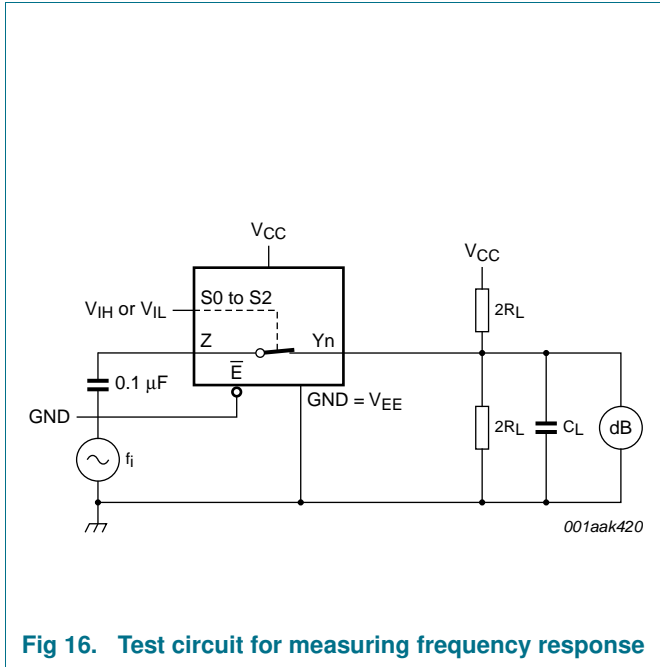 VCC
VCC
2RL
S0 to S2
VIH or VIL
Z
Yn
E
0.1 μF
GND = VEE
GND
2RL
CL
dB
fi
001aak420
Fig 16. Test circuit for measuring frequency response